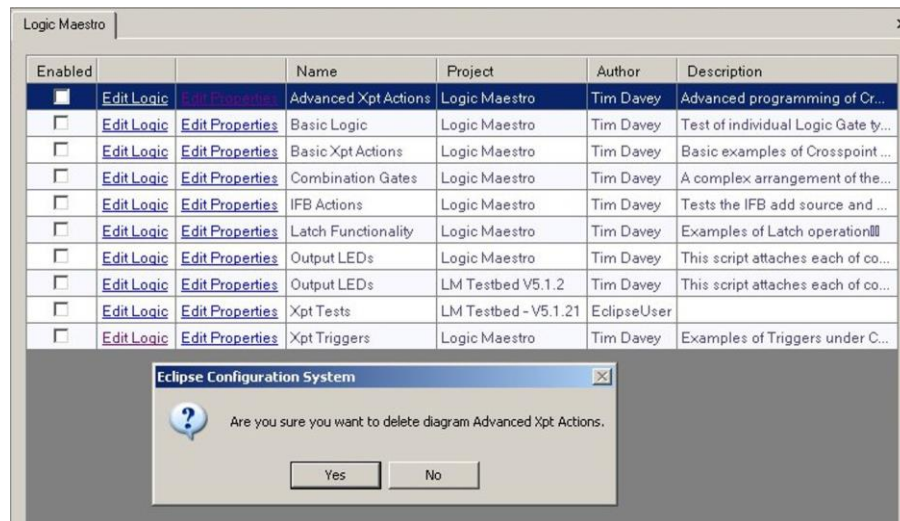 Logic Maestro
Enabled Name Project Author Description
Edit Logic Edit Properties Advanced Xpt Actions Logic Maestro Tim Davey Advanced programming of Cr...
Edit Logic Edit Properties Basic Logic Logic Maestro Tim Davey Test of individual Logic Gate ty...
Edit Logic Edit Properties Basic Xpt Actions Logic Maestro Tim Davey Basic examples of Crosspoint ...
Edit Logic Edit Properties Combination Gates Logic Maestro Tim Davey A complex arrangement of the...
Edit Logic Edit Properties IFB Actions Logic Maestro Tim Davey Tests the IFB add source and ...
Edit Logic Edit Properties Latch Functionality Logic Maestro Tim Davey Examples of Latch operation
Edit Logic Edit Properties Output LEDs Logic Maestro Tim Davey This script attaches each of co...
Edit Logic Edit Properties Output LEDs LM Testbed V5.1.2 Tim Davey This script attaches each of co...
Edit Logic Edit Properties Xpt Tests LM Testbed - V5.1.21 EclipseUser
Edit Logic Edit Properties Xpt Triggers Logic Maestro Tim Davey Examples of Triggers under C...
Eclipse Configuration System
Are you sure you want to delete diagram Advanced Xpt Actions.
Yes No